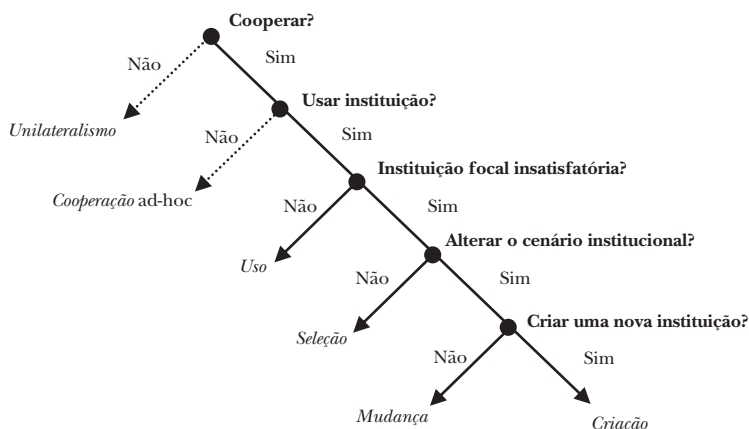 Cooperar?
Não
Sim
Usar instituição?
Unilateralismo
Não
Sim
Instituição focal insatisfatória?
Cooperação ad-hoc
Não
Sim
Alterar o cenário institucional?
Uso
Não
Sim
Criar uma nova instituição?
Seleção
Não
Sim
Mudança
Criação